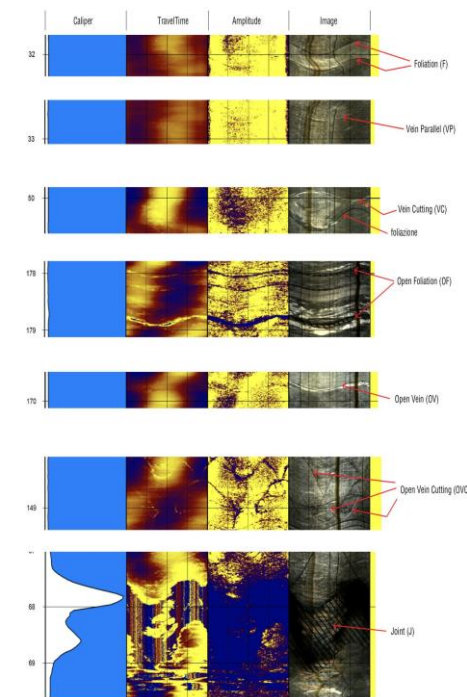 Caliper TravelTime Amplitude Image
32
Foliation (F)
Vein Parallel (VP)
33
50
Vein Cutting (VC)
foliazione
178
Open Foliation (OF)
179
170
Open Vein (OV)
Open Vein Cutting (OVC
149
68
Joint (J)
69